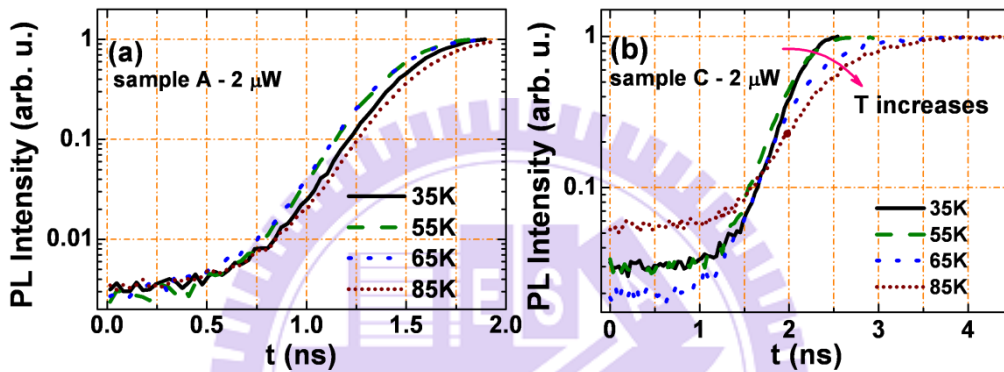 (a)
sample A - 2 μW
PL Intensity (arb. u.)
1
0.1
0.01
35K
55K
65K
85K
0.0 0.5 1.0 1.5 2.0
t (ns)
(b)
sample C - 2 μW
T increases
PL Intensity (arb. u.)
1
0.1
35K
55K
65K
85K
0 1 2 3 4
t (ns)
ES